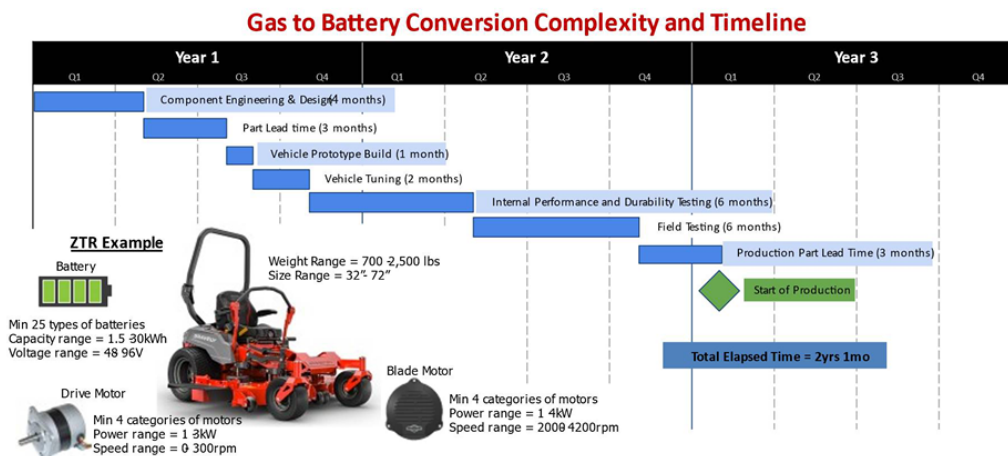 Gas to Battery Conversion Complexity and Timeline
Year 1 Year 2 Year 3
Q1 Q2 Q3 Q4 Q1 Q2 Q3 Q4 Q1 Q2 Q3 Q4
Component Engineering & Design(4 months)
Part Lead time (3 months)
Vehicle Prototype Build (1 month)
Vehicle Tuning (2 months)
Internal Performance and Durability Testing (6 months)
Field Testing (6 months)
Production Part Lead Time (3 months)
Start of Production
Total Elapsed Time = 2yrs 1mo
ZTR Example
Battery
Min 25 types of batteries
Capacity range = 1.5-30kWh
Voltage range = 48-96V
Weight Range = 700-2,500 lbs
Size Range = 32”- 72”
Drive Motor
Min 4 categories of motors
Power range = 1-3kW
Speed range = 0-300rpm
Blade Motor
Min 4 categories of motors
Power range = 1-4kW
Speed range = 2000-4200rpm